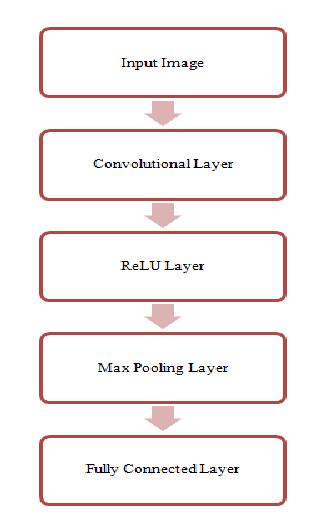 Input Image
Convolutional Layer
ReLU Layer
Max Pooling Layer
Fully Connected Layer